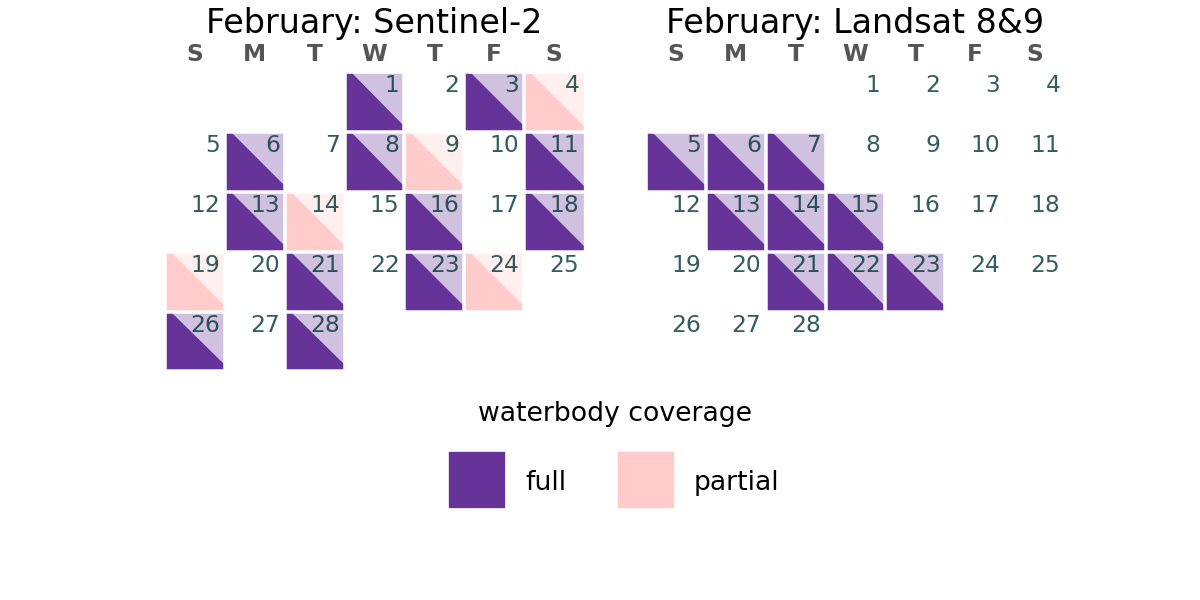 February: Sentinel-2
S M T W T F S
1 2 3 4
5 6 7 8 9 10 11
12 13 14 15 16 17 18
19 20 21 22 23 24 25
26 27 28
February: Landsat 8&9
S M T W T F S
1 2 3 4
5 6 7 8 9 10 11
12 13 14 15 16 17 18
19 20 21 22 23 24 25
26 27 28
waterbody coverage
full partial